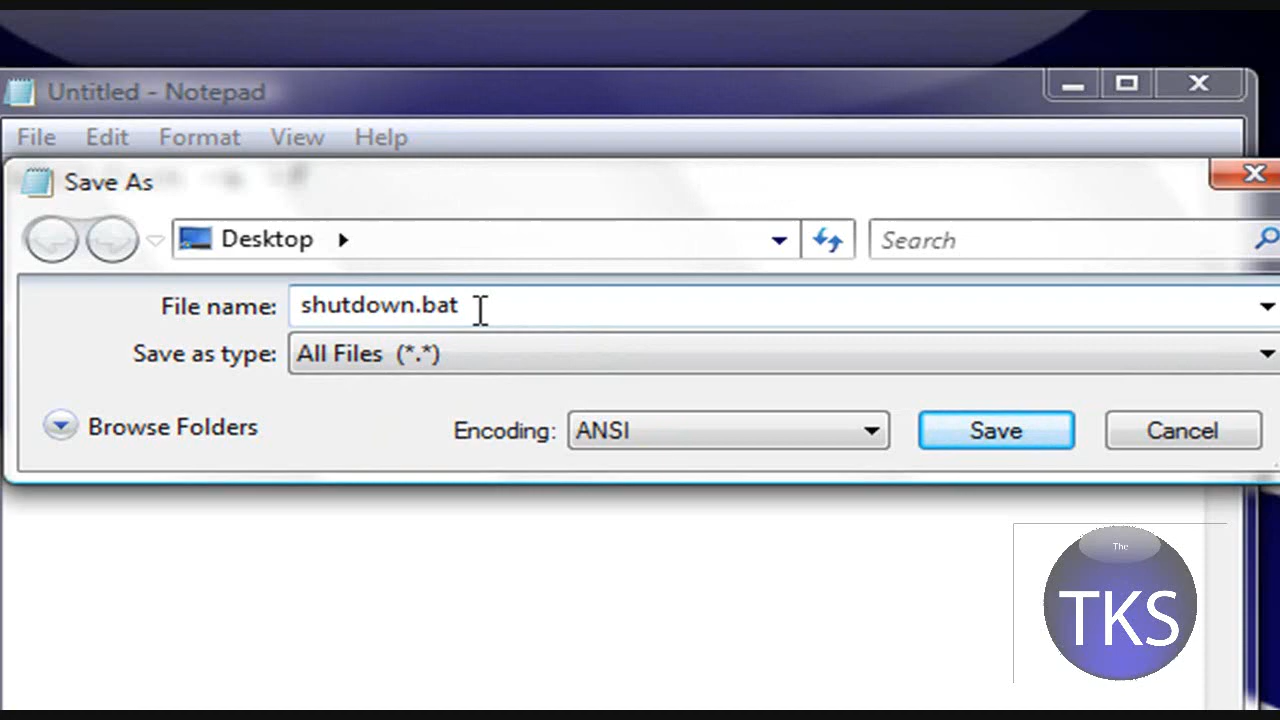 Untitled - Notepad
File Edit Format View Help
Save As
Desktop Search
File name: shutdown.bat
Save as type: All Files (*.*)
Browse Folders Encoding: ANSI Save Cancel
The
TKS